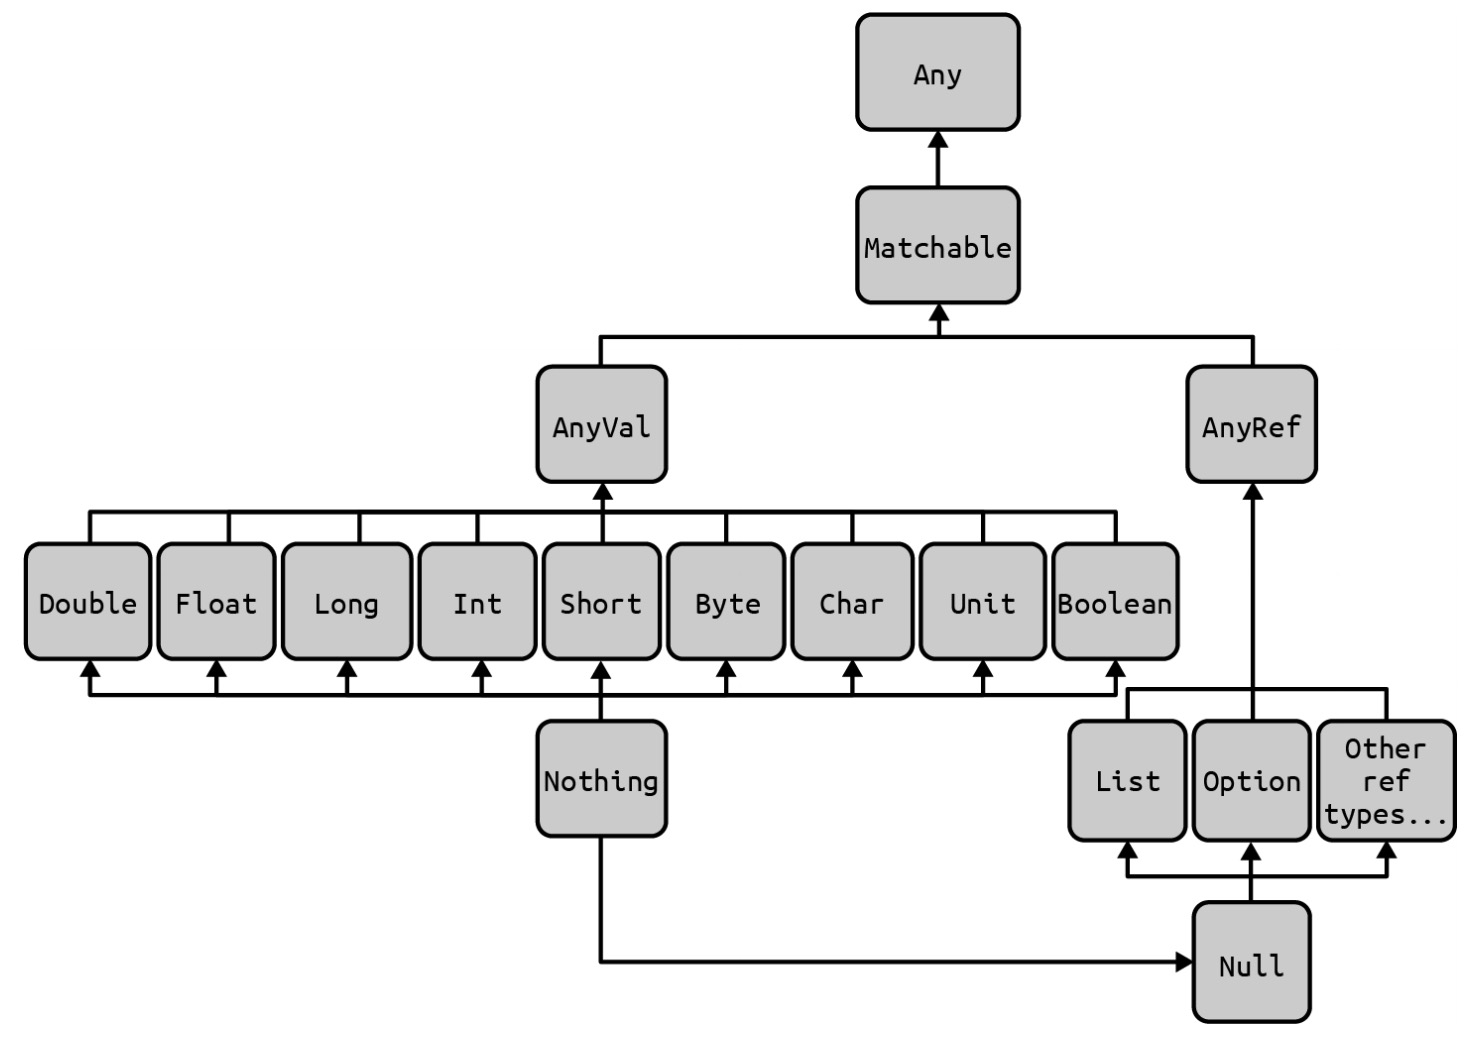 Any
Matchable
AnyVal
AnyRef
Double
Float
Long
Int
Short
Byte
Char
Unit
Boolean
Nothing
List
Option
Other
ref
types...
Null